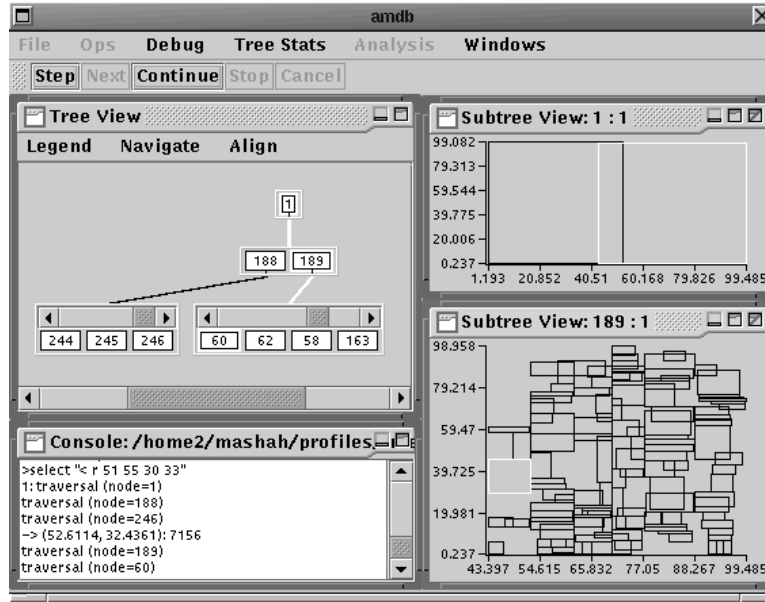 amdb
File Ops Debug Tree Stats Analysis Windows
Step Next Continue Stop Cancel
Tree View
Legend Navigate Align
1
188 189
244 245 246 60 62 58 163
Console: /home2/mashah/profiles
>select "< r 51 55 30 33"
1: traversal (node=1)
traversal (node=188)
traversal (node=246)
—> (52.6114, 32.4361): 7156
traversal (node=189)
traversal (node=60)
Subtree View: 1 : 1
99.082
79.313
59.544
39.775
20.006
0.237
1.193 20.852 40.51 60.168 79.826 99.485
Subtree View: 189 : 1
98.958
79.214
59.47
39.725
19.981
0.237
43.397 54.615 65.832 77.05 88.267 99.485